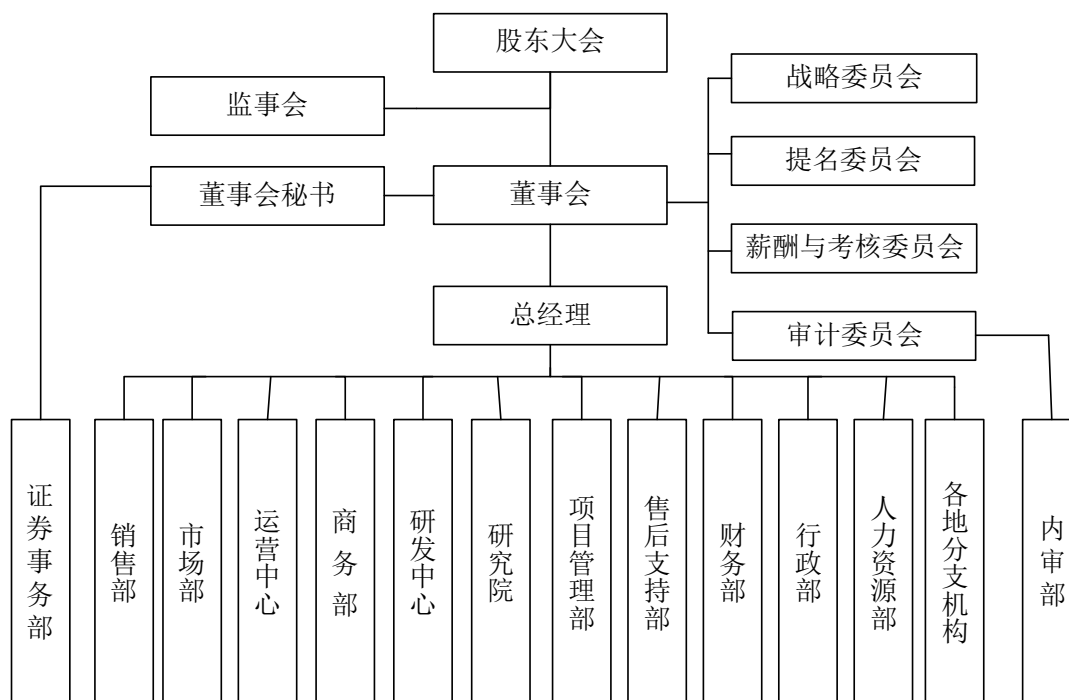 股东大会
监事会
战略委员会
提名委员会
董事会秘书
董事会
薪酬与考核委员会
总经理
审计委员会
证券事务部
销售部
市场部
运营中心
商务部
研发中心
研究院
项目管理部
售后支持部
财务部
行政部
人力资源部
各地分支机构
内审部